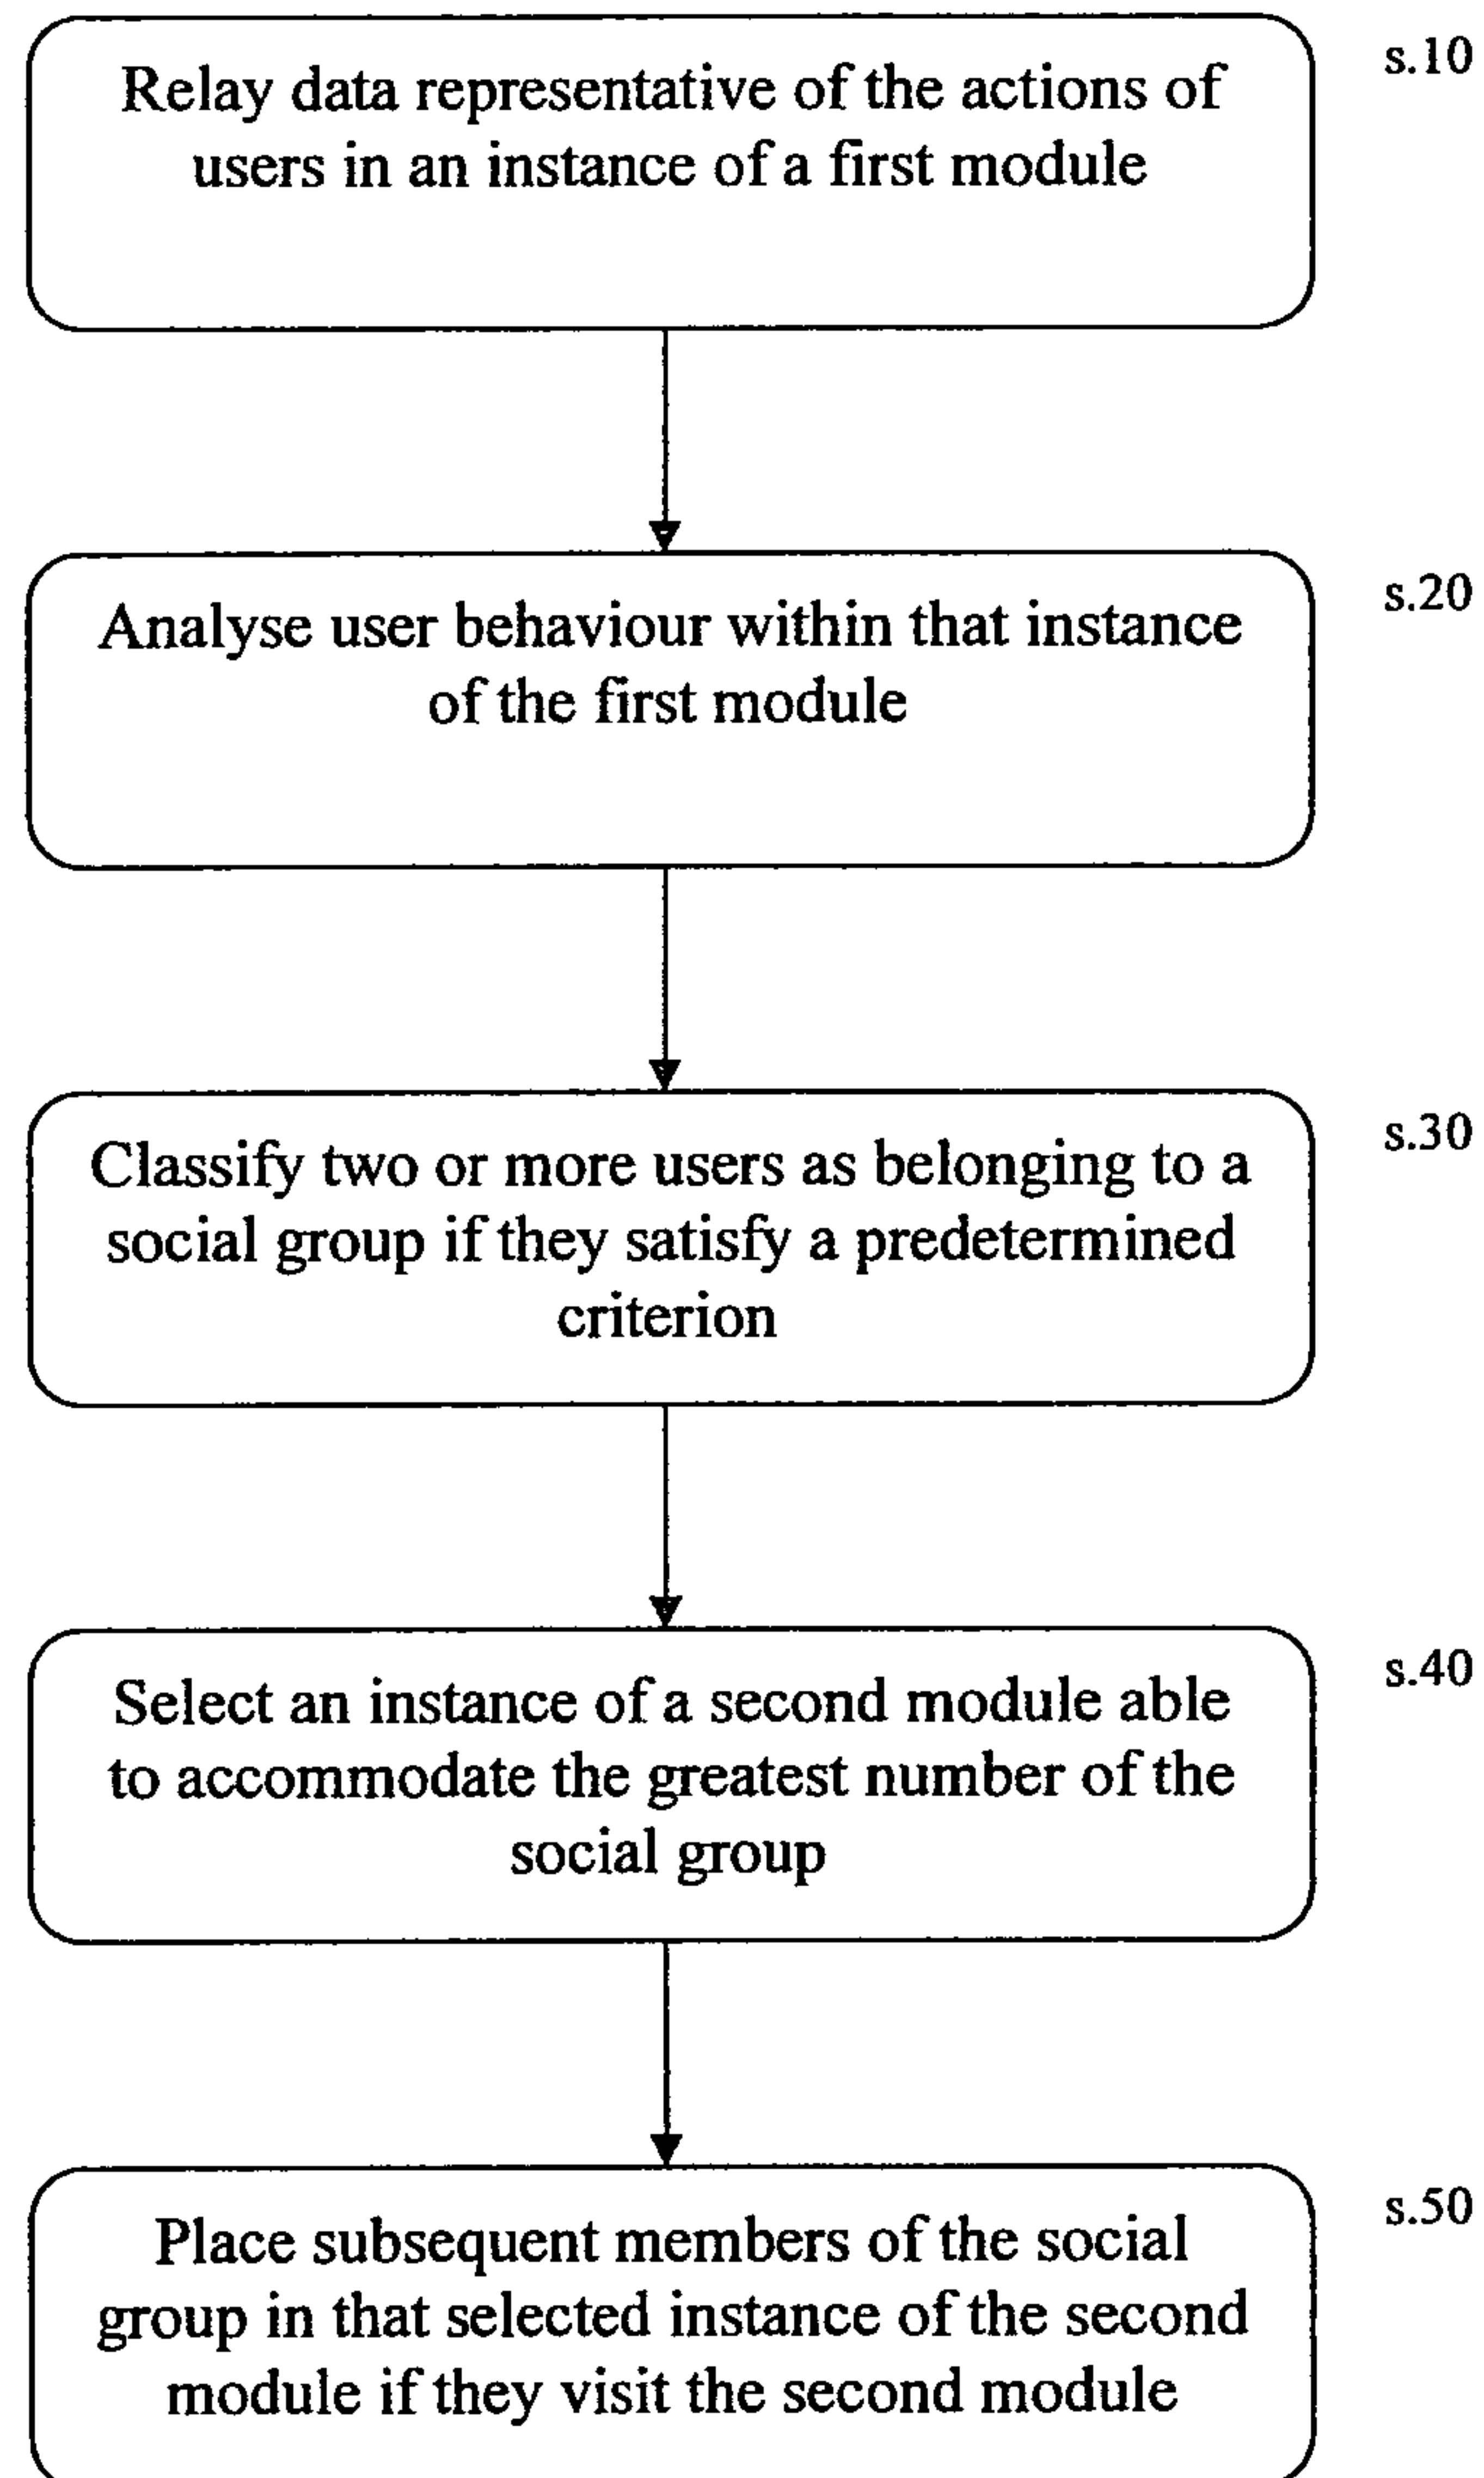 Relay data representative of the actions of
users in an instance of a first module
s.10
Analyse user behaviour within that instance
of the first module
s.20
Classify two or more users as belonging to a
social group if they satisfy a predetermined
criterion
s.30
Select an instance of a second module able
to accommodate the greatest number of the
social group
s.40
Place subsequent members of the social
group in that selected instance of the second
module if they visit the second module
s.50